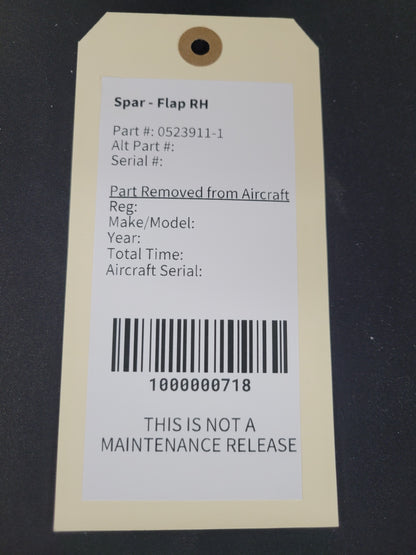 Spar - Flap RH
Part #: 0523911-1
Alt Part #:
Serial #:
Part Removed from Aircraft
Reg:
Make/Model:
Year:
Total Time:
Aircraft Serial:
1000000718
THIS IS NOT A
MAINTENANCE RELEASE